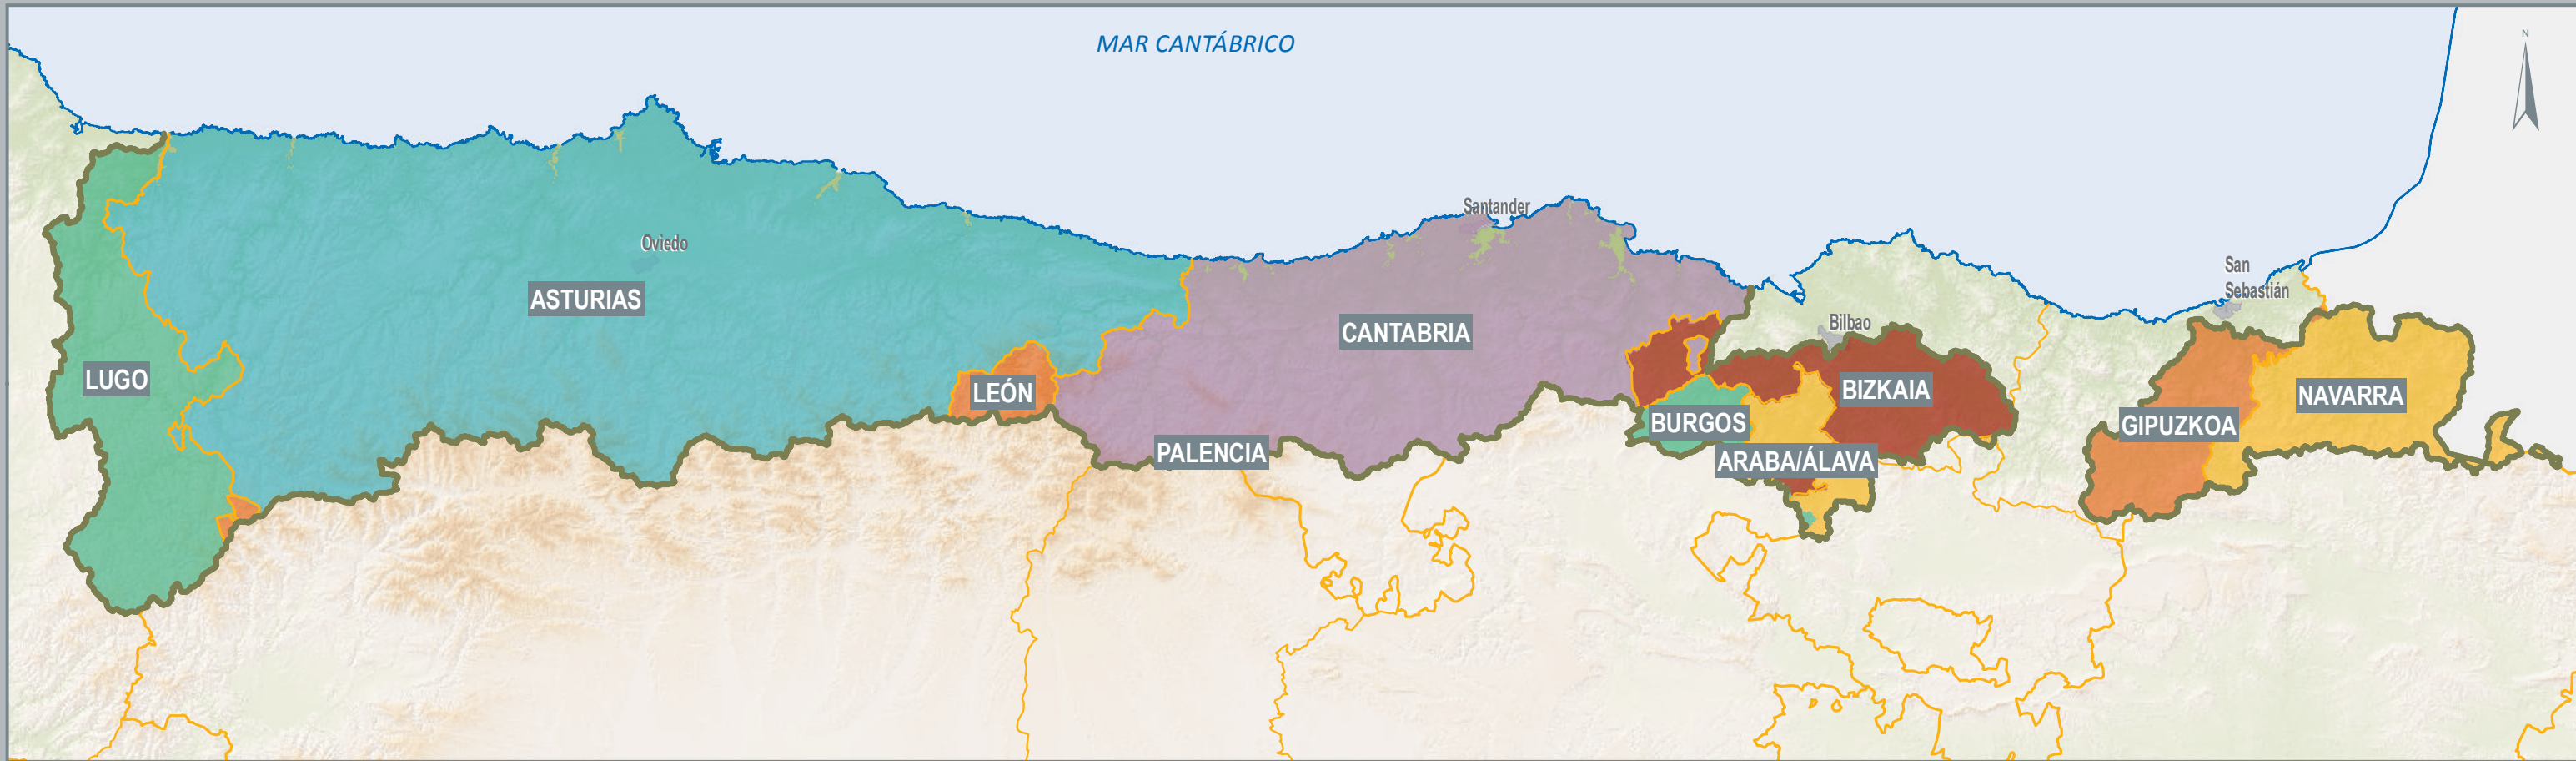 N
MAR CANTÁBRICO
Santander
Oviedo
San
Sebastián
ASTURIAS
Bilbao
CANTABRIA
LUGO
LEÓN
BIZKAIA
NAVARRA
BURGOS
GIPUZKOA
PALENCIA
ARABA/ÁLAVA